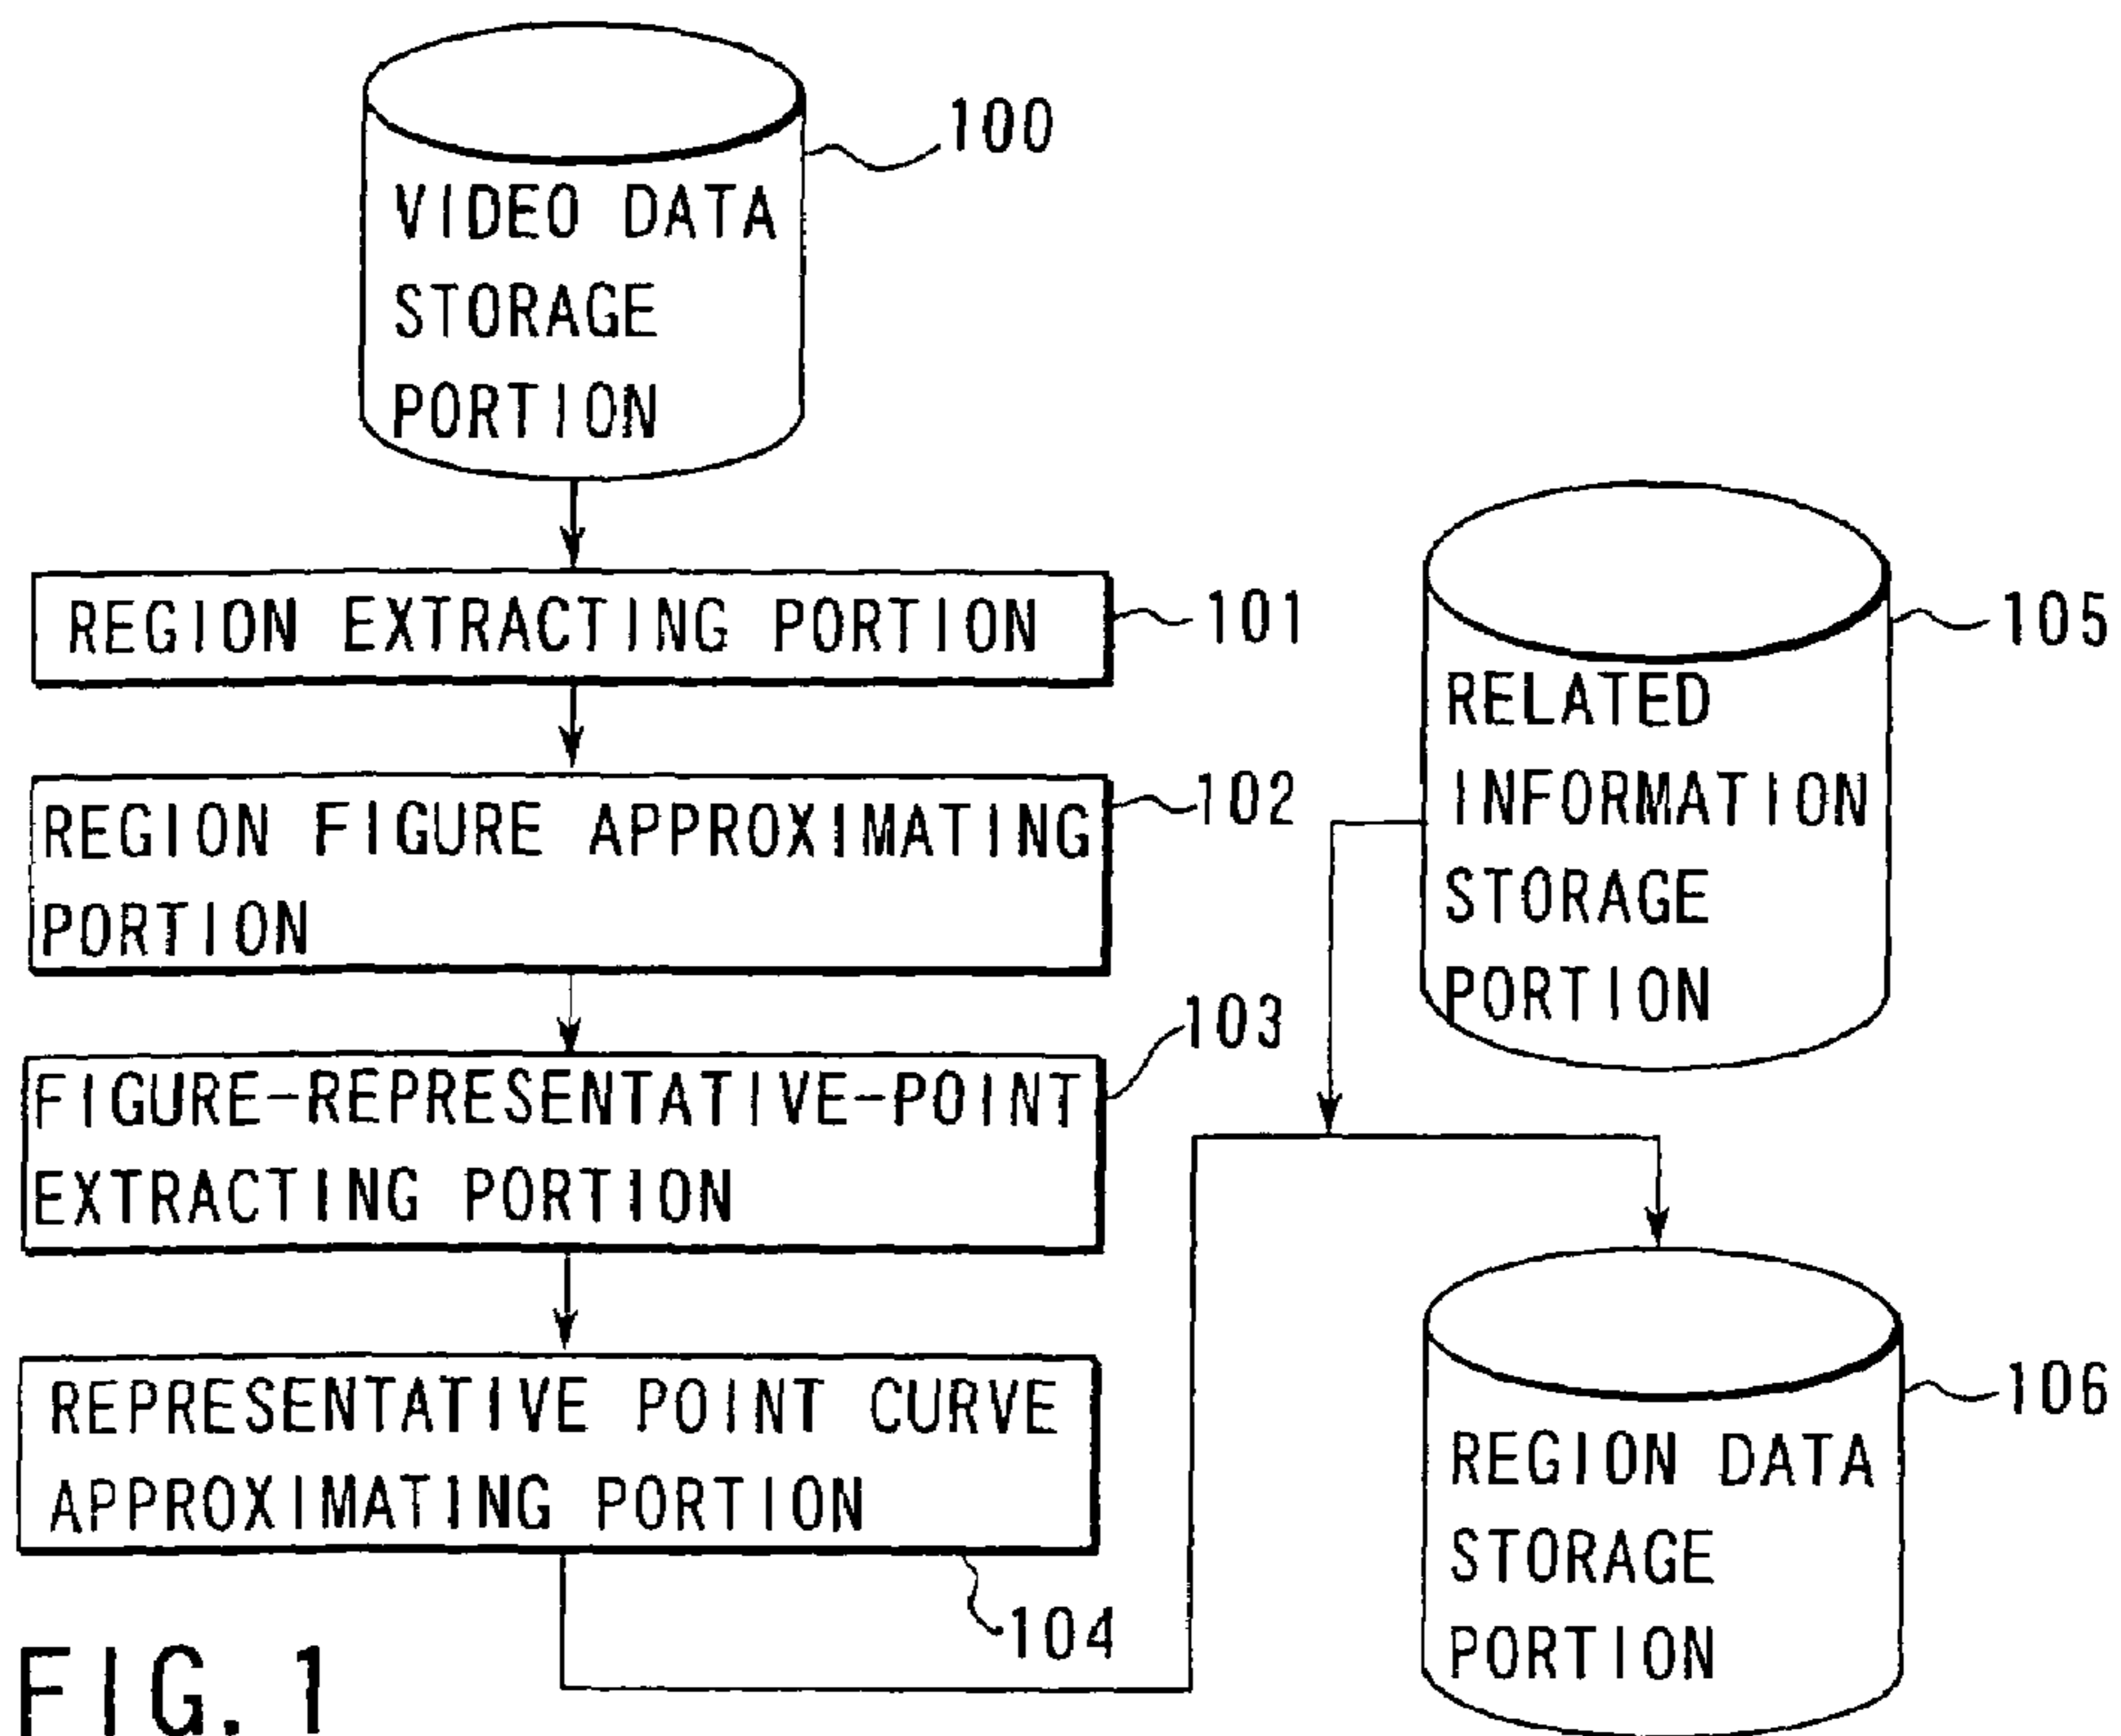 100
VIDEO DATA
STORAGE
PORTION
REGION EXTRACTING PORTION
101
REGION FIGURE APPROXIMATING
PORTION
102
FIGURE-REPRESENTATIVE-POINT
EXTRACTING PORTION
103
REPRESENTATIVE POINT CURVE
APPROXIMATING PORTION
104
RELATED
INFORMATION
STORAGE
PORTION
105
REGION DATA
STORAGE
PORTION
106
FIG. 1